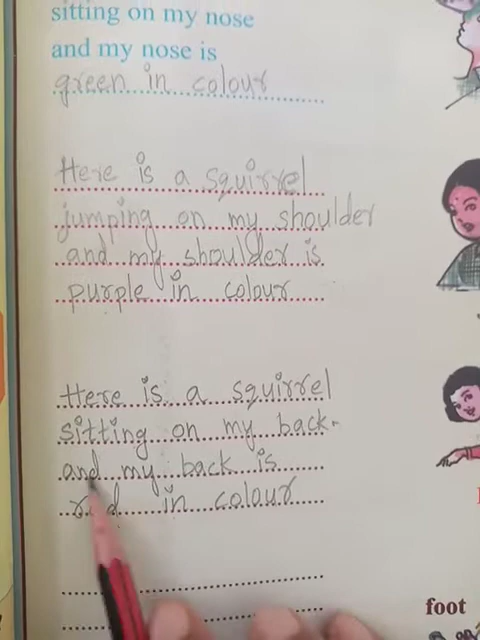 sitting on my nose
and my nose is
green in colour
Here is a squirrel
jumping on my shoulder
and my shoulder is
purple in colour
Here is a squirrel
sitting on my back.
and my back is
red in colour
foot